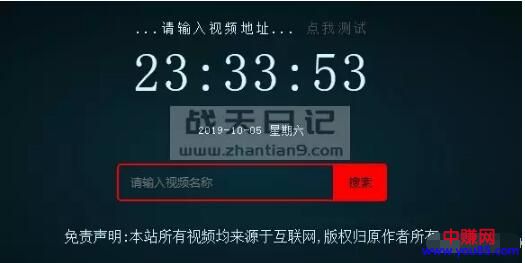 ...请输入视频地址... 点我测试
23:33:53
战天日记
2019-10-05 星期六
www.zhantian9.com
请输入视频名称 搜索
免责声明:本站所有视频均来源于互联网,版权归原作者所有
中赚网